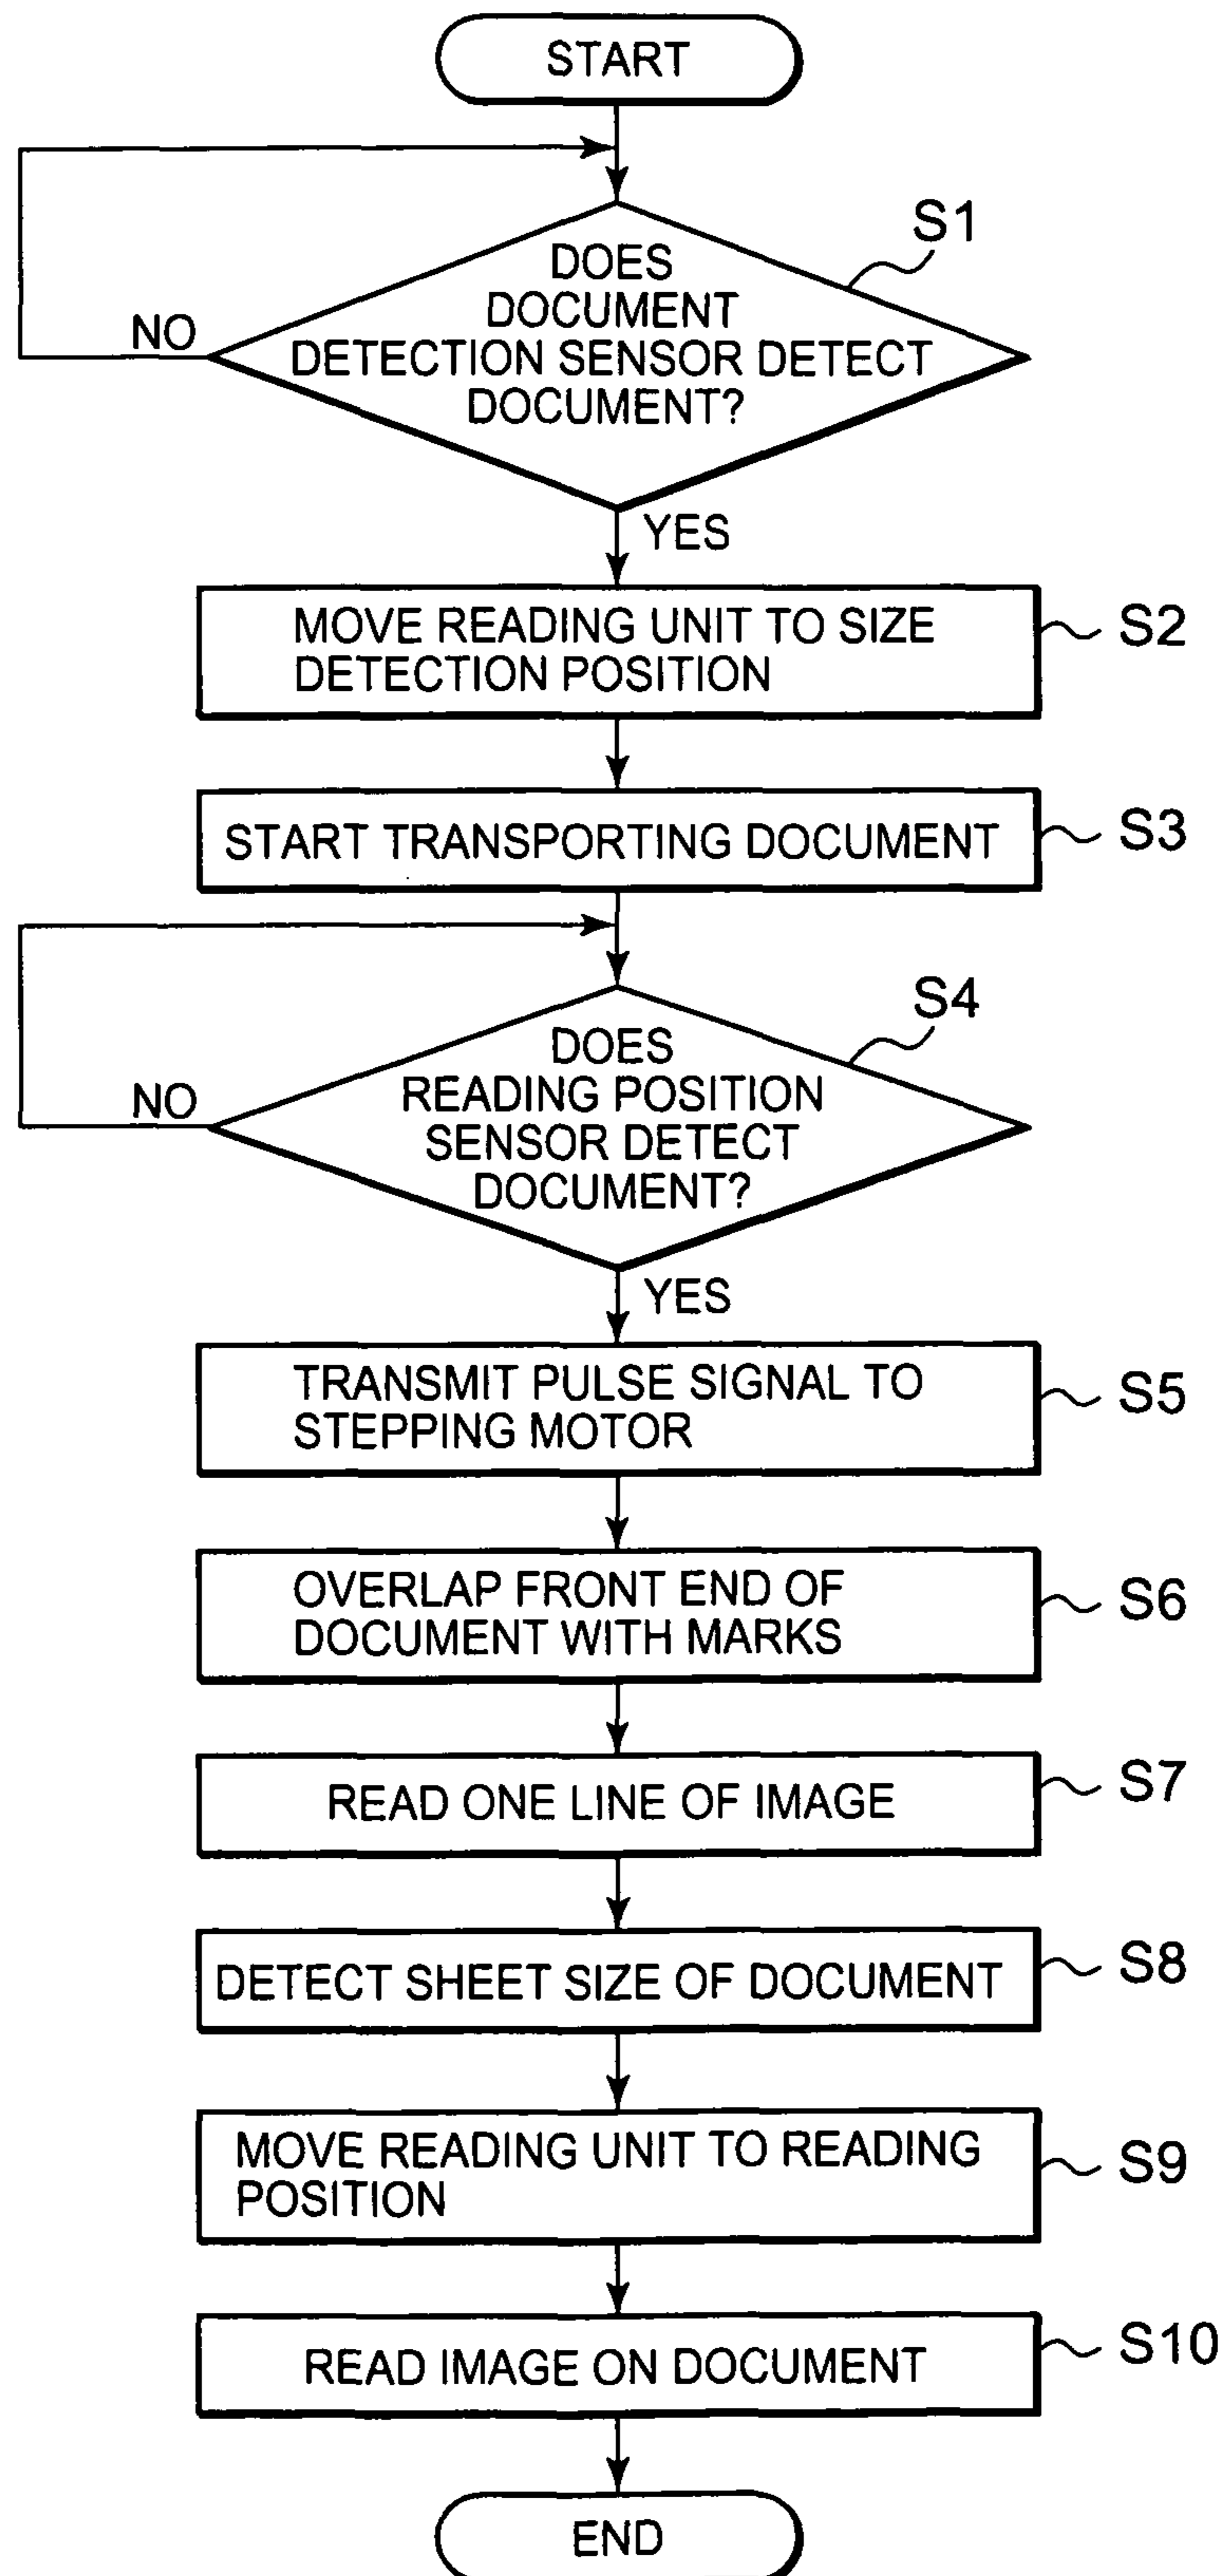 START
S1
DOES
DOCUMENT
DETECTION SENSOR DETECT
DOCUMENT?
NO
YES
MOVE READING UNIT TO SIZE
DETECTION POSITION
S2
START TRANSPORTING DOCUMENT
S3
S4
DOES
READING POSITION
SENSOR DETECT
DOCUMENT?
NO
YES
TRANSMIT PULSE SIGNAL TO
STEPPING MOTOR
S5
OVERLAP FRONT END OF
DOCUMENT WITH MARKS
S6
READ ONE LINE OF IMAGE
S7
DETECT SHEET SIZE OF DOCUMENT
S8
MOVE READING UNIT TO READING
POSITION
S9
READ IMAGE ON DOCUMENT
S10
END